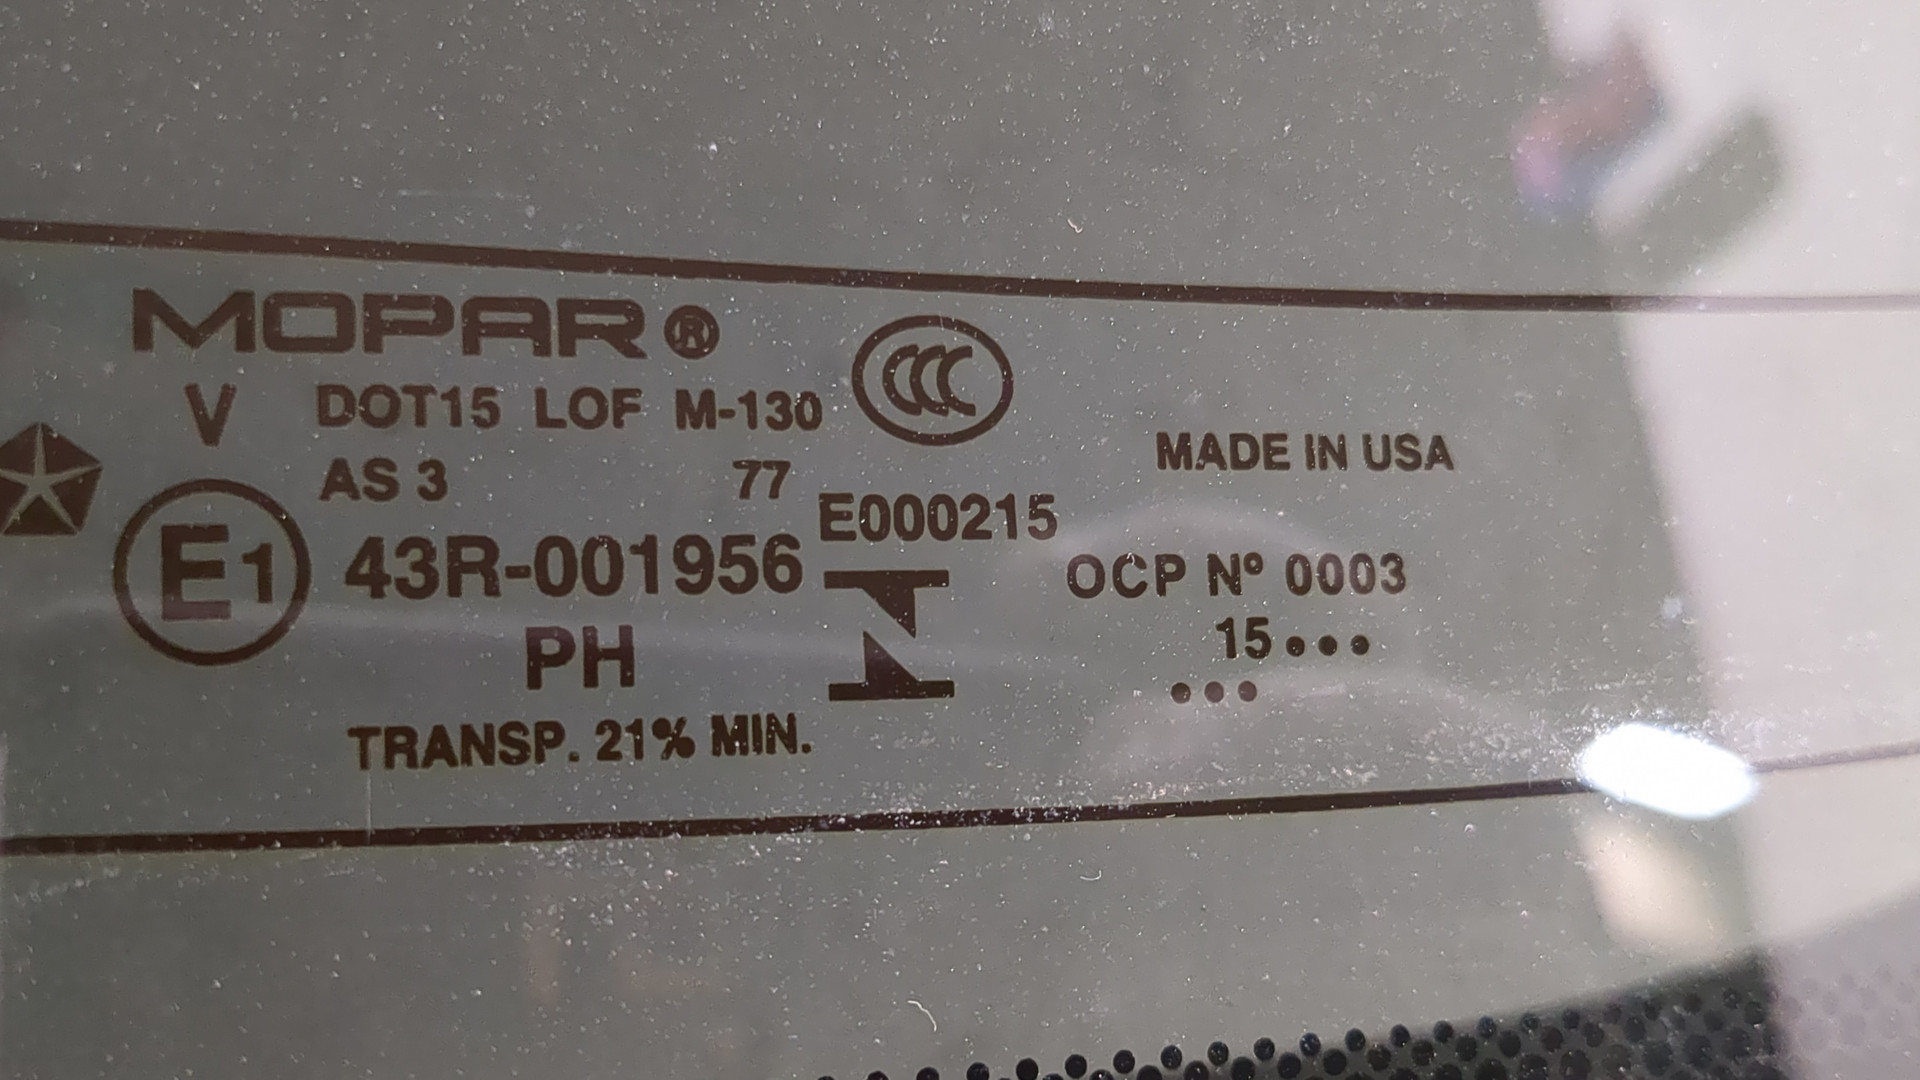 MOPAR®
V DOT15 LOF M-130
CCC
AS 3 77
E000215
E1 43R-001956
PH
TRANSP. 21% MIN.
MADE IN USA
OCP Nº 0003
15•••
•••